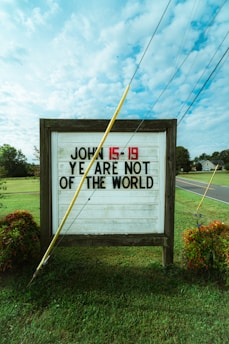 JOHN 15-19
YE ARE NOT
OF THE WORLD